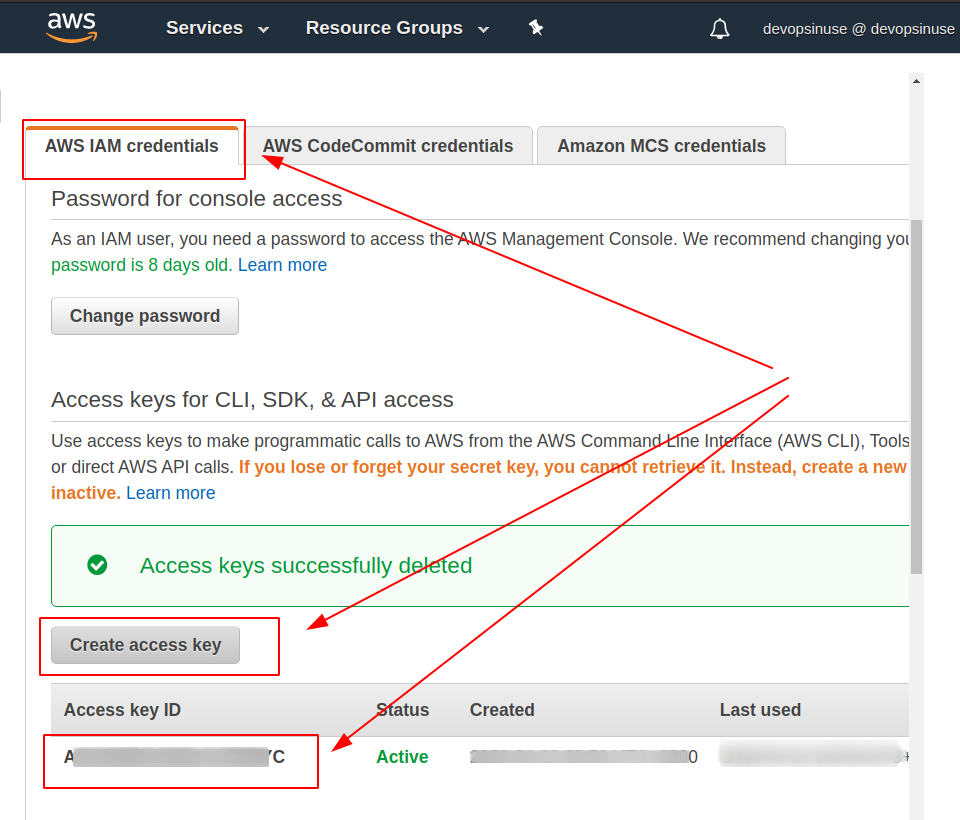 aws Services Resource Groups devopsinuse @ devopsinuse
AWS IAM credentials AWS CodeCommit credentials Amazon MCS credentials
Password for console access
As an IAM user, you need a password to access the AWS Management Console. We recommend changing you
password is 8 days old. Learn more
Change password
Access keys for CLI, SDK, & API access
Use access keys to make programmatic calls to AWS from the AWS Command Line Interface (AWS CLI), Tools
or direct AWS API calls. If you lose or forget your secret key, you cannot retrieve it. Instead, create a new
inactive. Learn more
Access keys successfully deleted
Create access key
Access key ID Status Created Last used
A YC Active 0